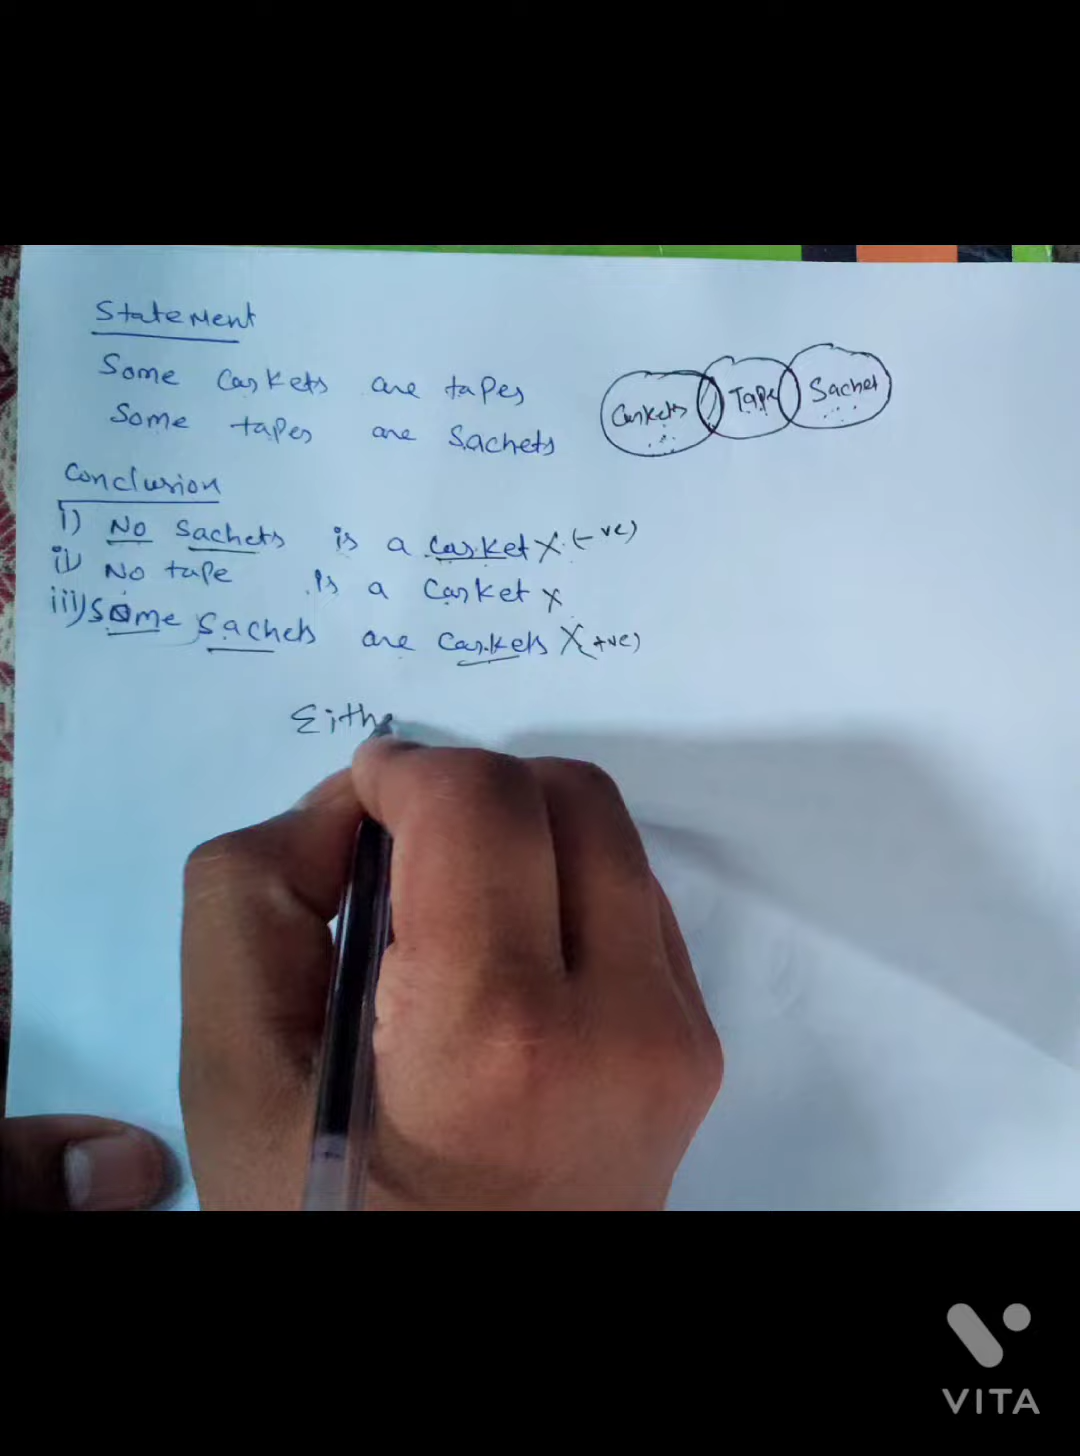 Statement
Some Caskets are tapes
Some tapes are Sachets
Caskets Tape Sachet
Conclusion
i) No Sachets is a casket X (-ve)
ii) No tape is a Casket X
iii) Some Sachets are Caskets X (+ve)
Eithe
VITA